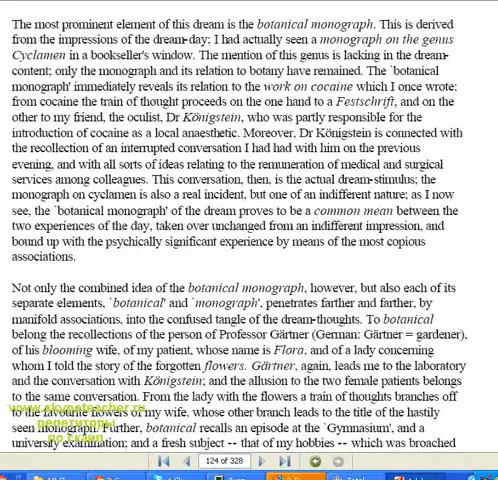 The most prominent element of this dream is the botanical monograph. This is derived
from the impressions of the dream-day; I had actually seen a monograph on the genus
Cyclamen in a bookseller's window. The mention of this genus is lacking in the dream-
content; only the monograph and its relation to botany have remained. The `botanical
monograph' immediately reveals its relation to the work on cocaine which I once wrote;
from cocaine the train of thought proceeds on the one hand to a Festschrift, and on the
other to my friend, the oculist, Dr Königstein, who was partly responsible for the
introduction of cocaine as a local anaesthetic. Moreover, Dr Königstein is connected with
the recollection of an interrupted conversation I had had with him on the previous
evening, and with all sorts of ideas relating to the remuneration of medical and surgical
services among colleagues. This conversation, then, is the actual dream-stimulus; the
monograph on cyclamen is also a real incident, but one of an indifferent nature; as I now
see, the `botanical monograph' of the dream proves to be a common mean between the
two experiences of the day, taken over unchanged from an indifferent impression, and
bound up with the psychically significant experience by means of the most copious
associations.
Not only the combined idea of the botanical monograph, however, but also each of its
separate elements, `botanical' and `monograph', penetrates farther and farther, by
manifold associations, into the confused tangle of the dream-thoughts. To botanical
belong the recollections of the person of Professor Gärtner (German: Gärtner = gardener),
of his blooming wife, of my patient, whose name is Flora, and of a lady concerning
whom I told the story of the forgotten flowers. Gärtner, again, leads me to the laboratory
and the conversation with Königstein; and the allusion to the two female patients belongs
to the same conversation. From the lady with the flowers a train of thoughts branches off
to the favourite flowers of my wife, whose other branch leads to the title of the hastily
seen monograph. Further, botanical recalls an episode at the `Gymnasium', and a
university examination; and a fresh subject -- that of my hobbies -- which was broached
www.skypeteacher.ru
репетиторы
по скайп
124 of 328